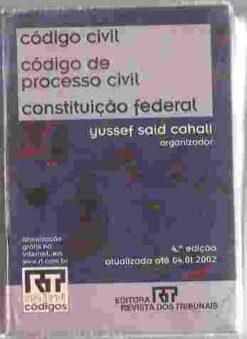 código civil
código de
processo civil
constituição federal
yussef said cahali
organizador
atualização
grátis na
internet, em
www.rt.com.br
RT
códigos
4.ª edição
atualizada até 04.01.2002
EDITORA RT
REVISTA DOS TRIBUNAIS